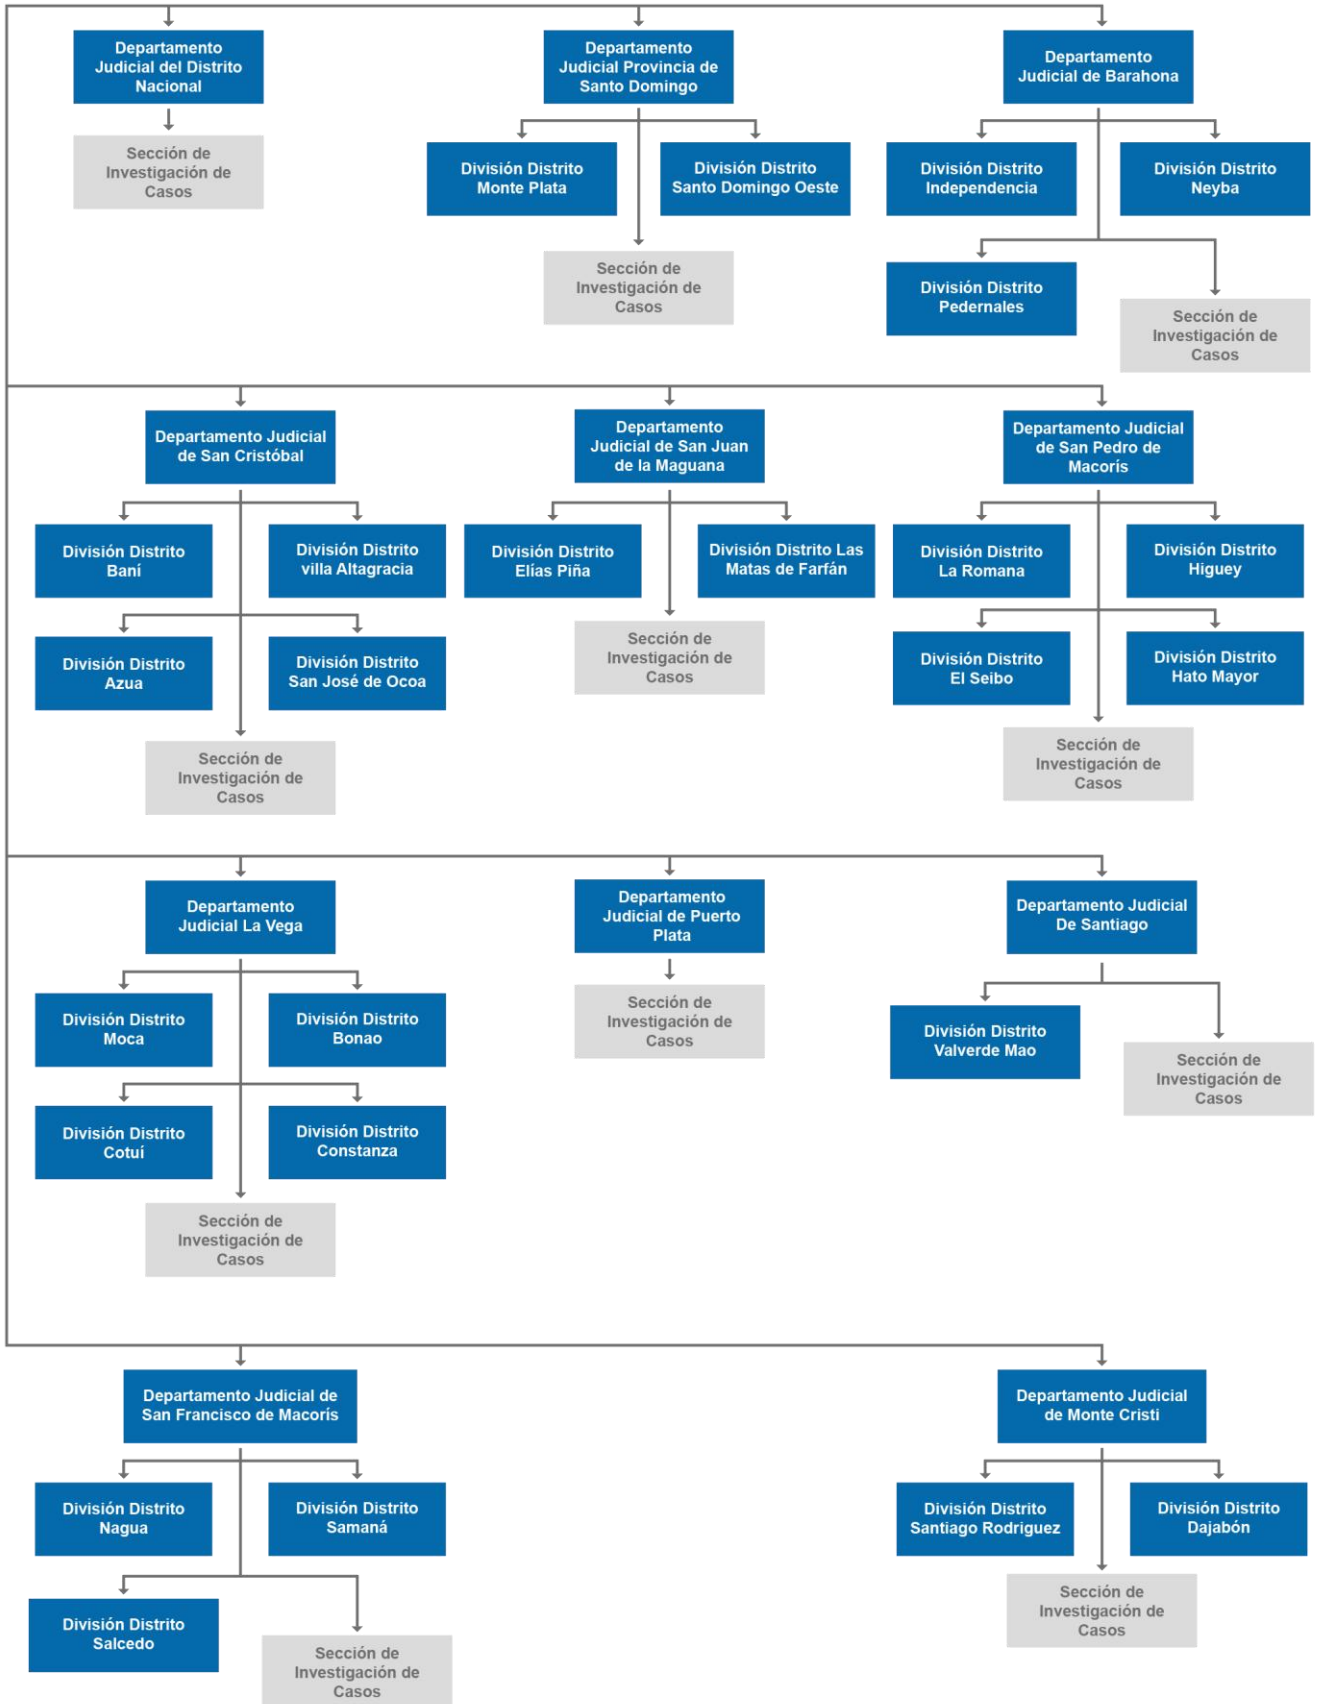 Departamento
Judicial del Distrito
Nacional
Sección de
Investigación de
Casos
Departamento
Judicial Provincia de
Santo Domingo
División Distrito
Monte Plata
División Distrito
Santo Domingo Oeste
Sección de
Investigación de
Casos
Departamento
Judicial de Barahona
División Distrito
Independencia
División Distrito
Neyba
División Distrito
Pedernales
Sección de
Investigación de
Casos
Departamento Judicial
de San Cristóbal
División Distrito
Baní
División Distrito
villa Altagracia
División Distrito
Azua
División Distrito
San José de Ocoa
Sección de
Investigación de
Casos
Departamento
Judicial de San Juan
de la Maguana
División Distrito
Elías Piña
División Distrito Las
Matas de Farfán
Sección de
Investigación de
Casos
Departamento Judicial
de San Pedro de
Macorís
División Distrito
La Romana
División Distrito
Higuey
División Distrito
El Seibo
División Distrito
Hato Mayor
Sección de
Investigación de
Casos
Departamento
Judicial La Vega
División Distrito
Moca
División Distrito
Bonao
División Distrito
Cotuí
División Distrito
Constanza
Sección de
Investigación de
Casos
Departamento
Judicial de Puerto
Plata
Sección de
Investigación de
Casos
Departamento Judicial
De Santiago
División Distrito
Valverde Mao
Sección de
Investigación de
Casos
Departamento Judicial de
San Francisco de Macorís
División Distrito
Nagua
División Distrito
Samaná
División Distrito
Salcedo
Sección de
Investigación de
Casos
Departamento Judicial
de Monte Cristi
División Distrito
Santiago Rodriguez
División Distrito
Dajabón
Sección de
Investigación de
Casos